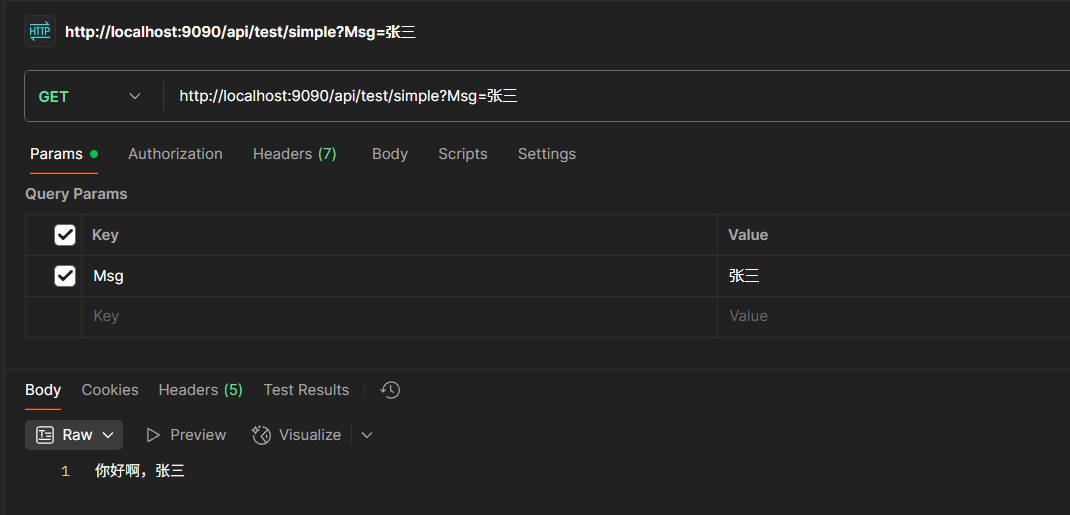 HTTP http://localhost:9090/api/test/simple?Msg=张三
GET http://localhost:9090/api/test/simple?Msg=张三
Params Authorization Headers (7) Body Scripts Settings
Query Params
Key Value
Msg 张三
Key Value
Body Cookies Headers (5) Test Results
Raw Preview Visualize
1 你好啊，张三